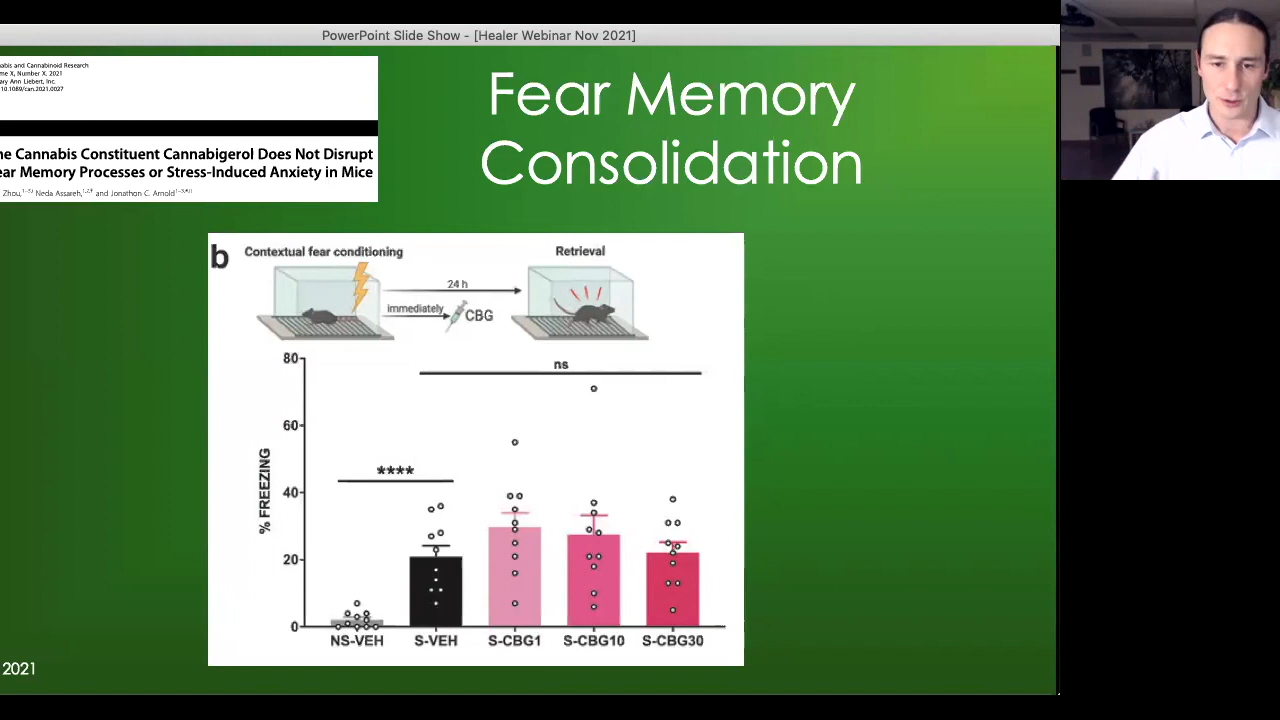 PowerPoint Slide Show - [Healer Webinar Nov 2021]
abis and Cannabinoid Research
me X, Number X, 2021
ary Ann Liebert, Inc.
10.1089/can.2021.0027
Fear Memory
Consolidation
ne Cannabis Constituent Cannabigerol Does Not Disrupt
ear Memory Processes or Stress-Induced Anxiety in Mice
Zhou, Neda Assareh, and Jonathon C. Arnold
b
Contextual fear conditioning
Retrieval
24 h
immediately
CBG
80
ns
60
****
40
% FREEZING
20
0
NS-VEH S-VEH S-CBG1 S-CBG10 S-CBG30
2021